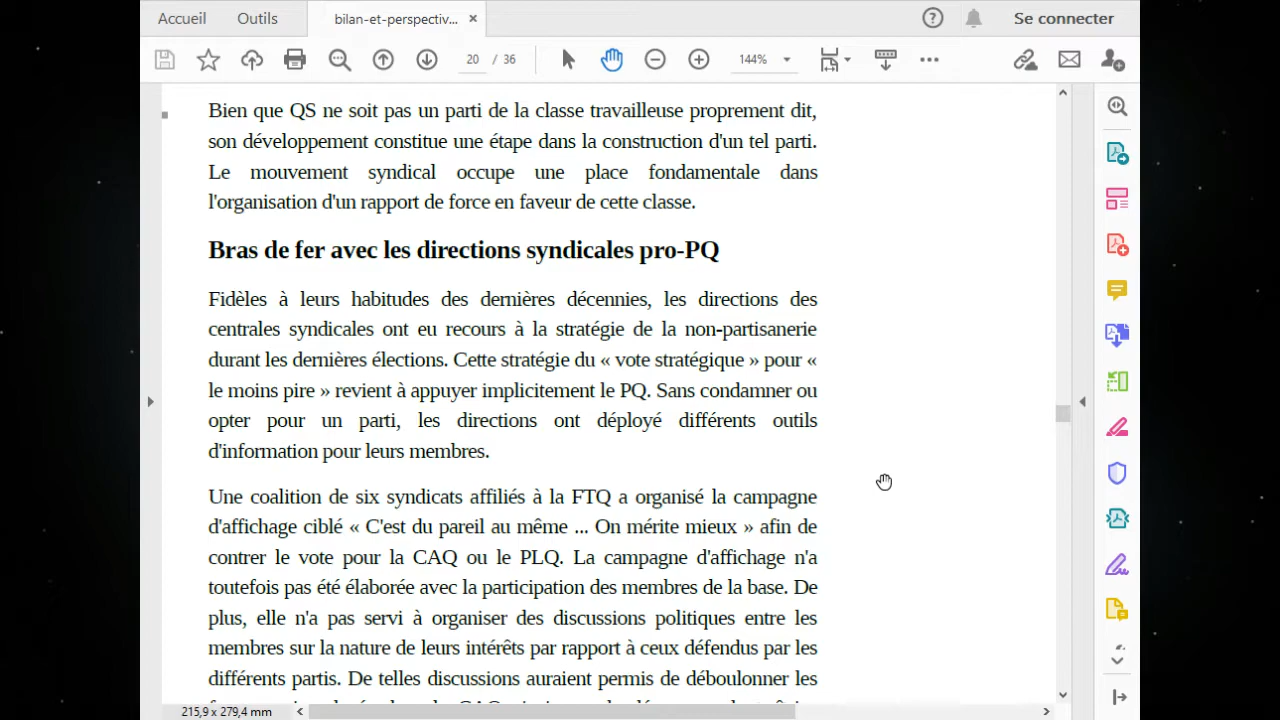 Accueil Outils bilan-et-perspectiv... × Se connecter
20 / 36 144%
Bien que QS ne soit pas un parti de la classe travailleuse proprement dit,
son développement constitue une étape dans la construction d'un tel parti.
Le mouvement syndical occupe une place fondamentale dans
l'organisation d'un rapport de force en faveur de cette classe.
Bras de fer avec les directions syndicales pro-PQ
Fidèles à leurs habitudes des dernières décennies, les directions des
centrales syndicales ont eu recours à la stratégie de la non-partisanerie
durant les dernières élections. Cette stratégie du « vote stratégique » pour «
le moins pire » revient à appuyer implicitement le PQ. Sans condamner ou
opter pour un parti, les directions ont déployé différents outils
d'information pour leurs membres.
Une coalition de six syndicats affiliés à la FTQ a organisé la campagne
d'affichage ciblé « C'est du pareil au même ... On mérite mieux » afin de
contrer le vote pour la CAQ ou le PLQ. La campagne d'affichage n'a
toutefois pas été élaborée avec la participation des membres de la base. De
plus, elle n'a pas servi à organiser des discussions politiques entre les
membres sur la nature de leurs intérêts par rapport à ceux défendus par les
différents partis. De telles discussions auraient permis de déboulonner les
215,9 x 279,4 mm